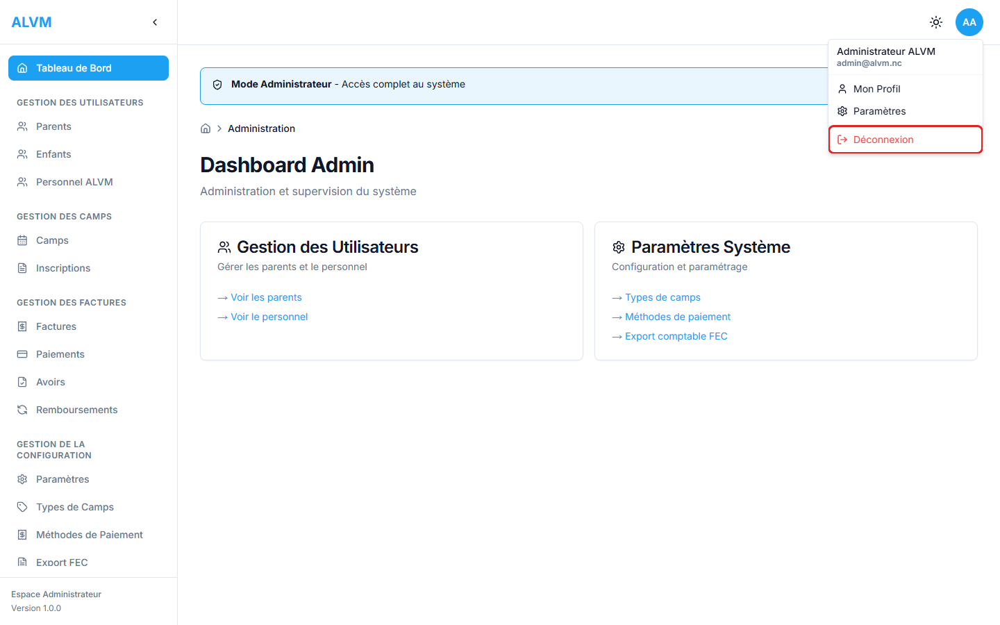 ALVM
Tableau de Bord
GESTION DES UTILISATEURS
Parents
Enfants
Personnel ALVM
GESTION DES CAMPS
Camps
Inscriptions
GESTION DES FACTURES
Factures
Paiements
Avoirs
Remboursements
GESTION DE LA
CONFIGURATION
Paramètres
Types de Camps
Méthodes de Paiement
Export FEC
Espace Administrateur
Version 1.0.0
AA
Administrateur ALVM
admin@alvm.nc
Mon Profil
Paramètres
Déconnexion
Mode Administrateur - Accès complet au système
Administration
Dashboard Admin
Administration et supervision du système
Gestion des Utilisateurs
Gérer les parents et le personnel
→ Voir les parents
→ Voir le personnel
Paramètres Système
Configuration et paramétrage
→ Types de camps
→ Méthodes de paiement
→ Export comptable FEC